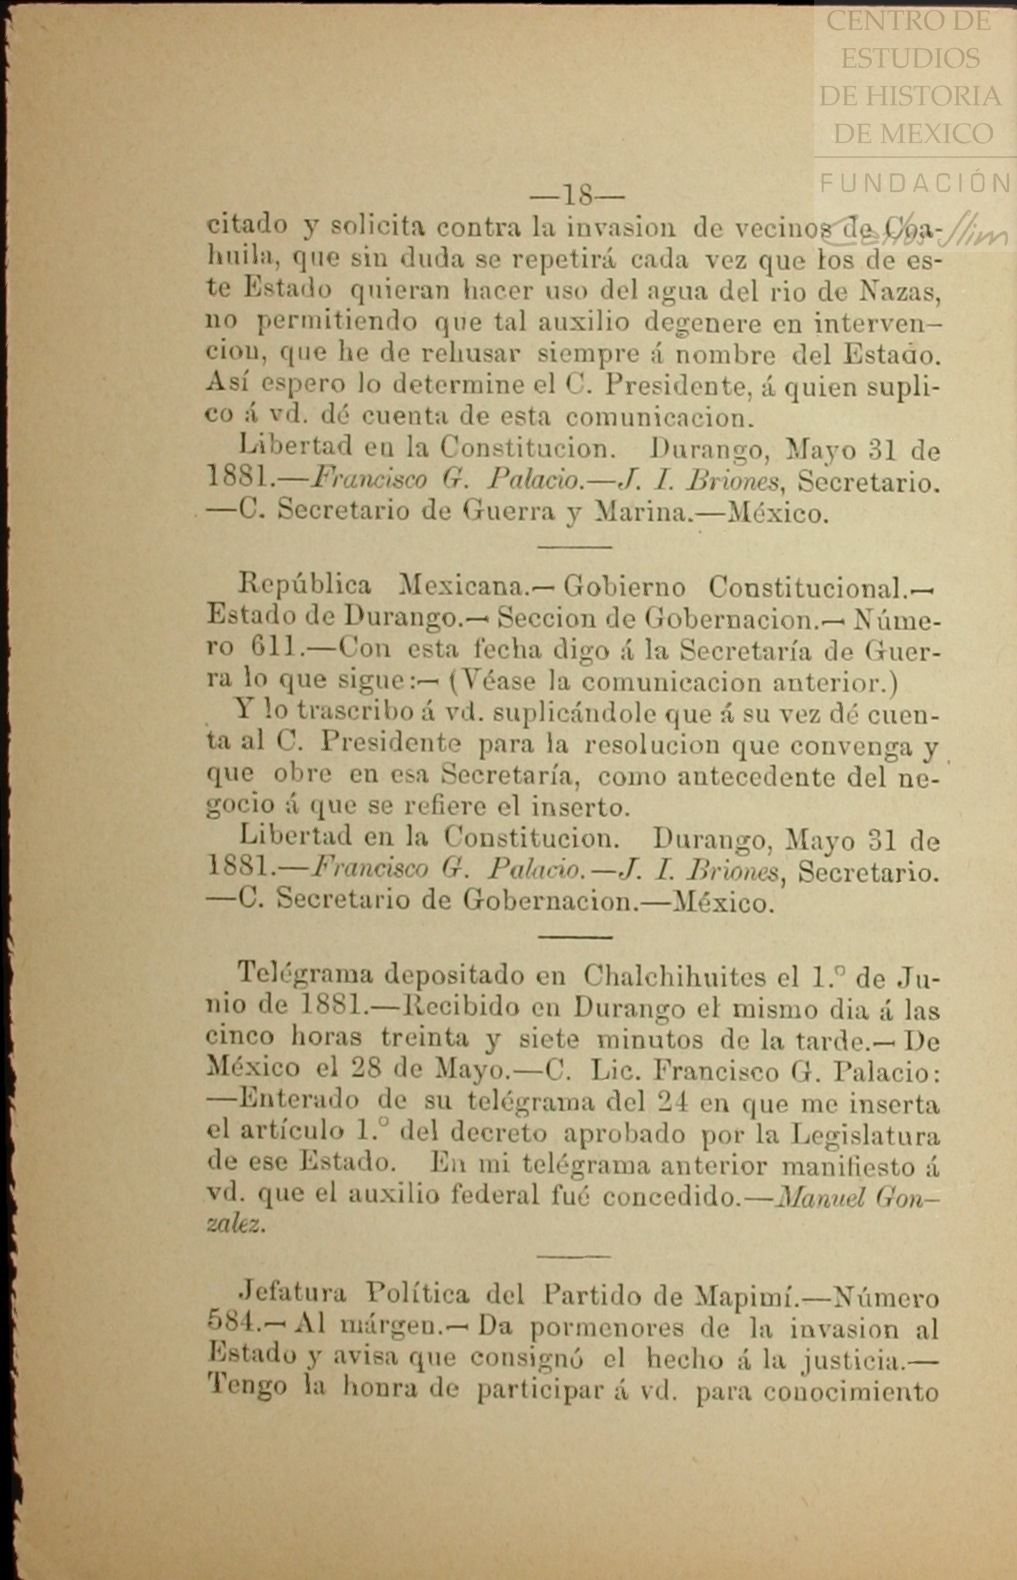 CENTRO DE
ESTUDIOS
DE HISTORIA
DE MEXICO
FUNDACIÓN
Carlos Slim
—18—
citado y solicita contra la invasion de vecinos de Coa-
huila, que sin duda se repetirá cada vez que los de es-
te Estado quieran hacer uso del agua del rio de Nazas,
no permitiendo que tal auxilio degenere en interven-
cion, que he de rehusar siempre á nombre del Estado.
Así espero lo determine el C. Presidente, á quien supli-
co á vd. dé cuenta de esta comunicacion.
Libertad en la Constitucion. Durango, Mayo 31 de
1881.—Francisco G. Palacio.—J. I. Briones, Secretario.
—C. Secretario de Guerra y Marina.—México.
República Mexicana.—Gobierno Constitucional.—
Estado de Durango.—Seccion de Gobernacion.—Núme-
ro 611.—Con esta fecha digo á la Secretaría de Guer-
ra lo que sigue:—(Véase la comunicacion anterior.)
Y lo trascribo á vd. suplicándole que á su vez dé cuen-
ta al C. Presidente para la resolucion que convenga y
que obre en esa Secretaría, como antecedente del ne-
gocio á que se refiere el inserto.
Libertad en la Constitucion. Durango, Mayo 31 de
1881.—Francisco G. Palacio.—J. I. Briones, Secretario.
—C. Secretario de Gobernacion.—México.
Telégrama depositado en Chalchihuites el 1.° de Ju-
nio de 1881.—Recibido en Durango el mismo dia á las
cinco horas treinta y siete minutos de la tarde.—De
México el 28 de Mayo.—C. Lic. Francisco G. Palacio:
—Enterado de su telégrama del 24 en que me inserta
el artículo 1.° del decreto aprobado por la Legislatura
de ese Estado. En mi telégrama anterior manifiesto á
vd. que el auxilio federal fué concedido.—Manuel Gon-
zalez.
Jefatura Política del Partido de Mapimí.—Número
584.—Al márgen.—Da pormenores de la invasion al
Estado y avisa que consignó el hecho á la justicia.—
Tengo la honra de participar á vd. para conocimiento